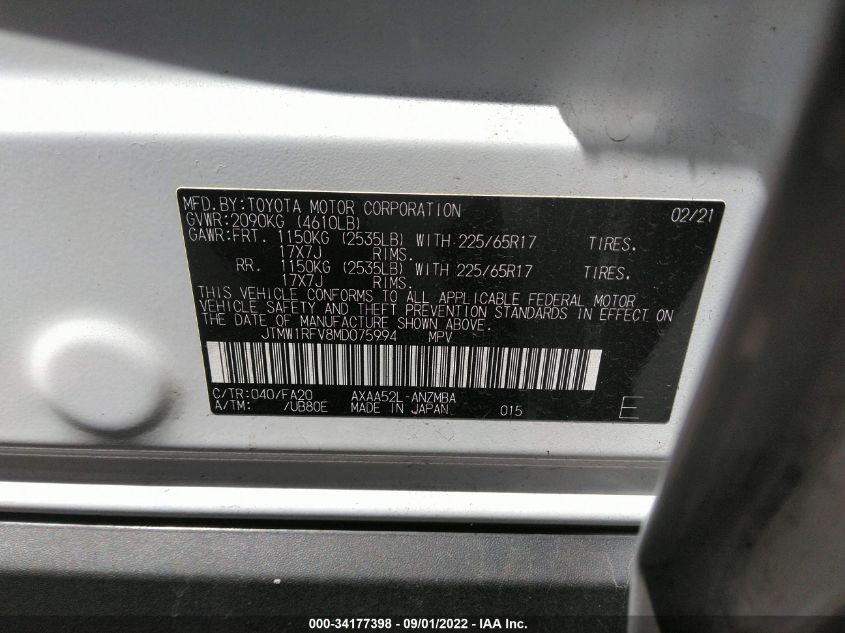 MFD.BY:TOYOTA MOTOR CORPORATION 02/21
GVWR:2090KG (4610LB)
GAWR:FRT. 1150KG (2535LB) WITH 225/65R17 TIRES.
17X7J RIMS.
RR. 1150KG (2535LB) WITH 225/65R17 TIRES.
17X7J RIMS.
THIS VEHICLE CONFORMS TO ALL APPLICABLE FEDERAL MOTOR
VEHICLE SAFETY AND THEFT PREVENTION STANDARDS IN EFFECT ON
THE DATE OF MANUFACTURE SHOWN ABOVE.
JTMW1RFV8MD075994 MPV
C/TR:040/FA20 AXAA52L-ANZMBA
A/TM: /UB80E MADE IN JAPAN 015 E
000-34177398 - 09/01/2022 - IAA Inc.